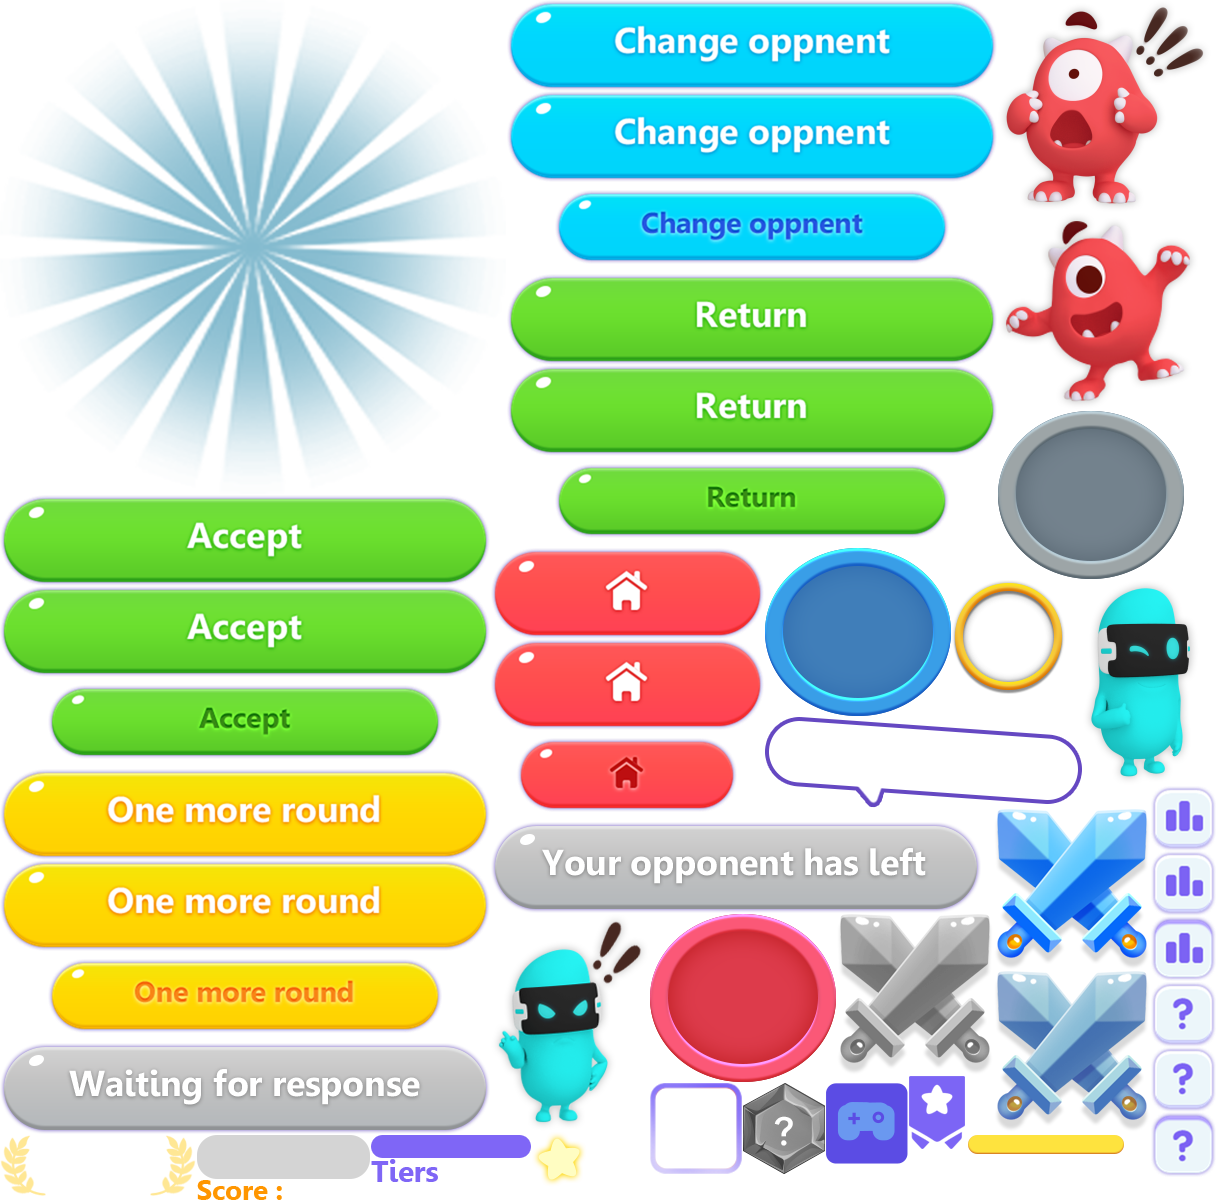 Change oppnent
Change oppnent
Change oppnent
Return
Return
Return
Accept
Accept
Accept
One more round
One more round
One more round
Your opponent has left
Waiting for response
?
?
?
?
Tiers
Score :